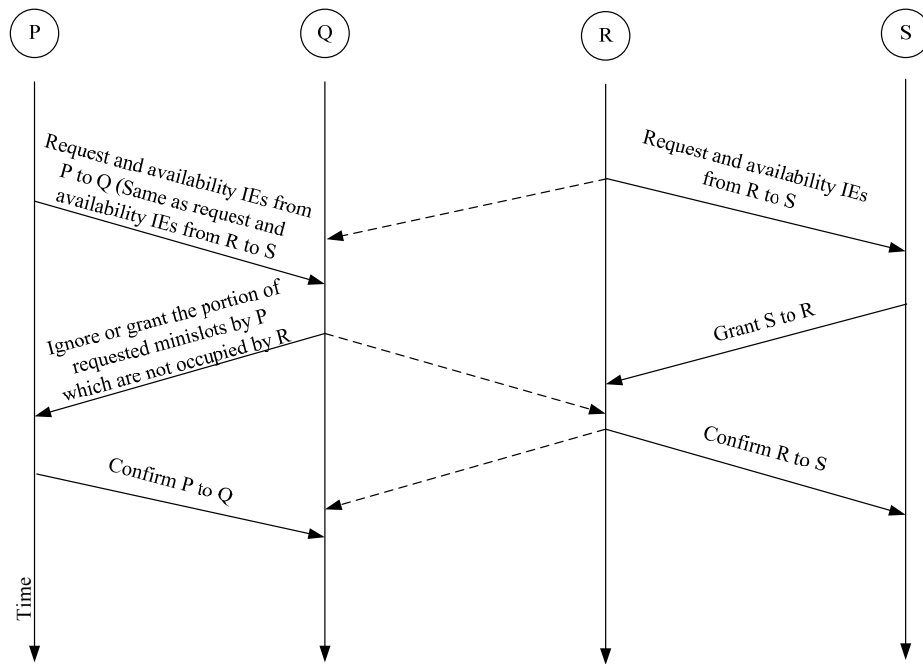 P
Q
R
S
Request and availability IEs from
P to Q (Same as request and
availability IEs from R to S
Request and availability IEs
from R to S
Ignore or grant the portion of
requested minislots by P
which are not occupied by R
Grant S to R
Confirm P to Q
Confirm R to S
Time